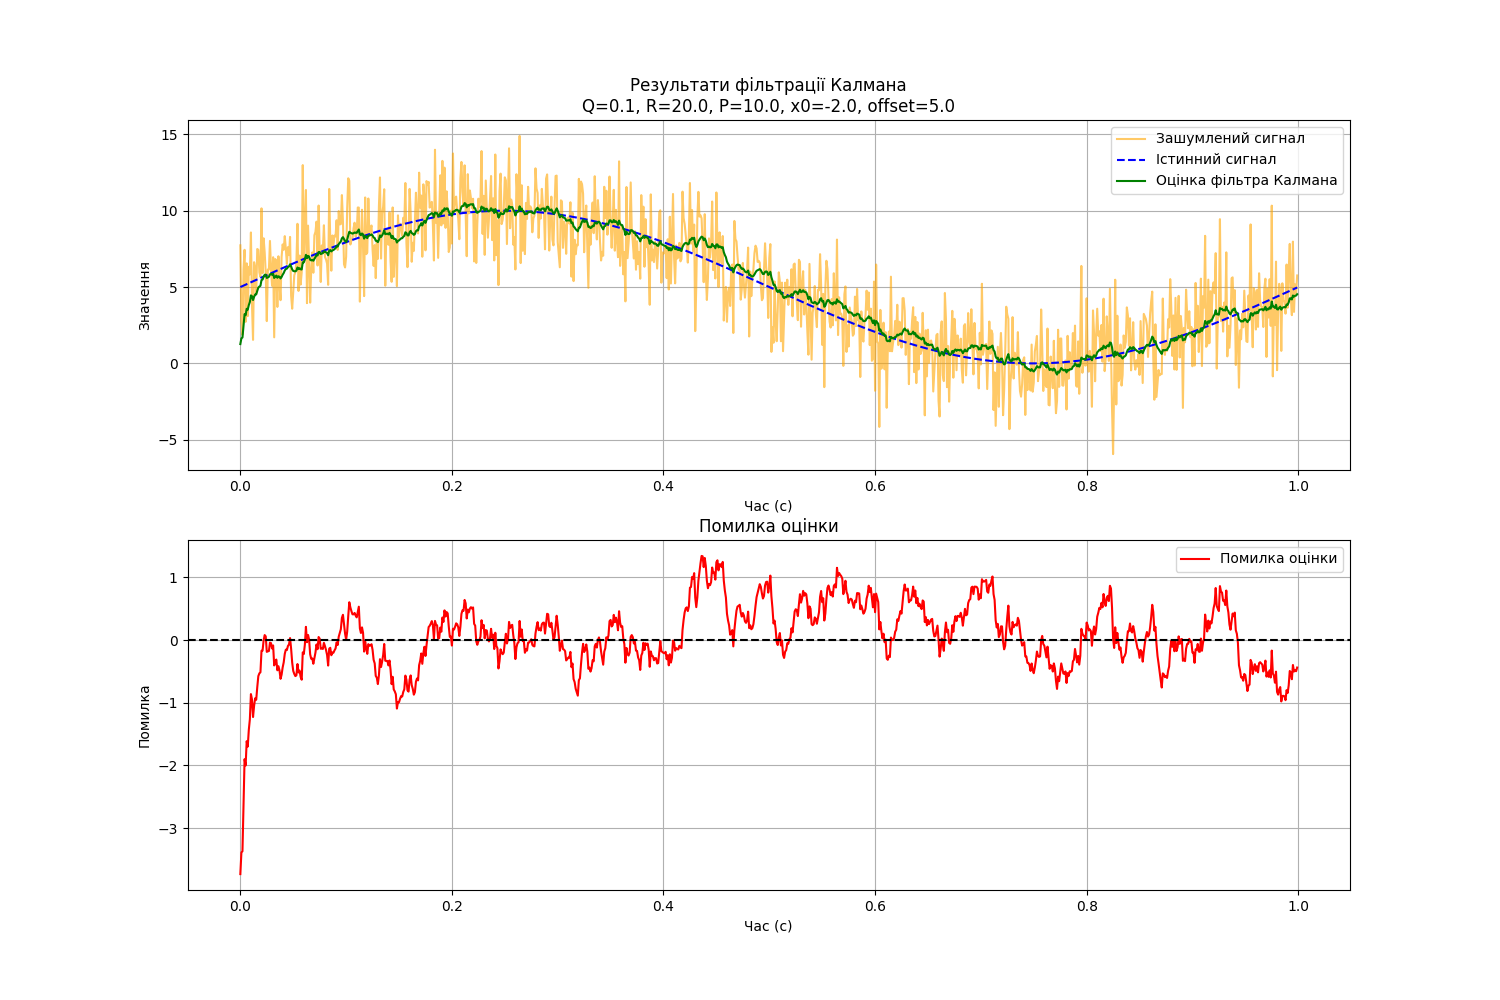 Результати фільтрації Калмана
Q=0.1, R=20.0, P=10.0, x0=-2.0, offset=5.0
Зашумлений сигнал
Істинний сигнал
Оцінка фільтра Калмана
Значення
15
10
5
0
−5
0.0 0.2 0.4 0.6 0.8 1.0
Час (с)
Помилка оцінки
Помилка оцінки
Помилка
1
0
−1
−2
−3
0.0 0.2 0.4 0.6 0.8 1.0
Час (с)